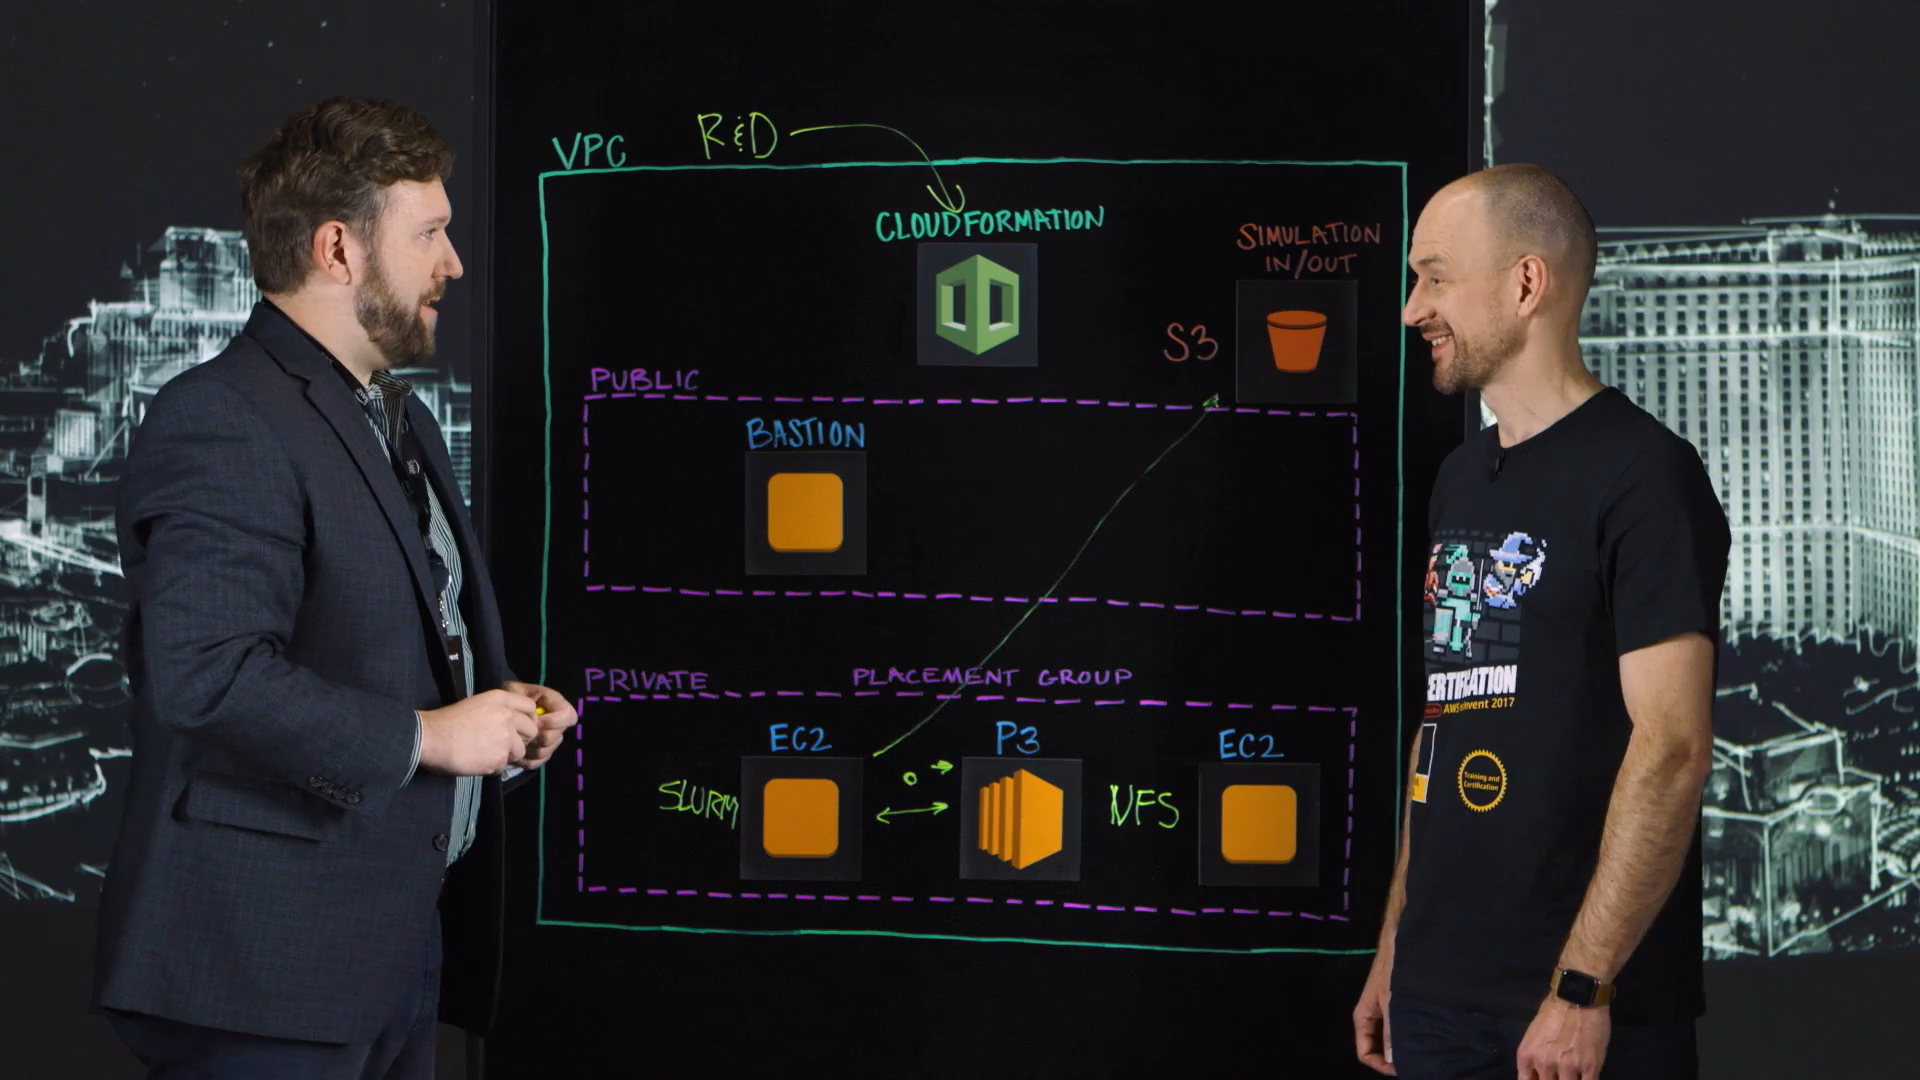 R&D
VPC
CLOUDFORMATION
SIMULATION
IN/OUT
S3
PUBLIC
BASTION
PRIVATE
PLACEMENT GROUP
EC2
P3
EC2
SLURM
NFS
ERTIFICATION
AWS re:Invent 2017
Training and
Certification